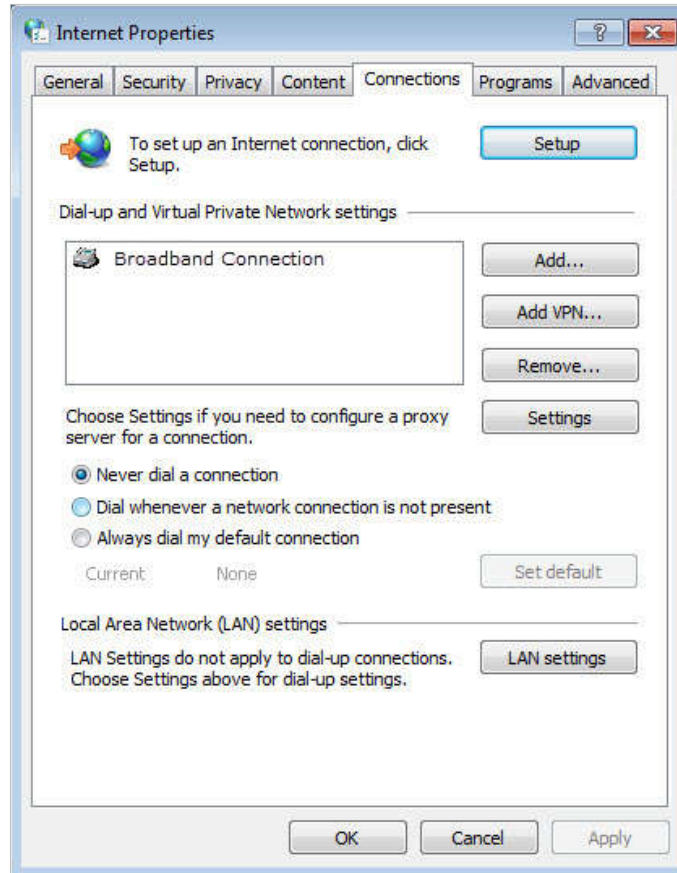 Internet Properties
General Security Privacy Content Connections Programs Advanced
To set up an Internet connection, click
Setup.
Setup
Dial-up and Virtual Private Network settings
Broadband Connection
Add...
Add VPN...
Remove...
Choose Settings if you need to configure a proxy
server for a connection.
Settings
Never dial a connection
Dial whenever a network connection is not present
Always dial my default connection
Current None
Set default
Local Area Network (LAN) settings
LAN Settings do not apply to dial-up connections.
Choose Settings above for dial-up settings.
LAN settings
OK Cancel Apply